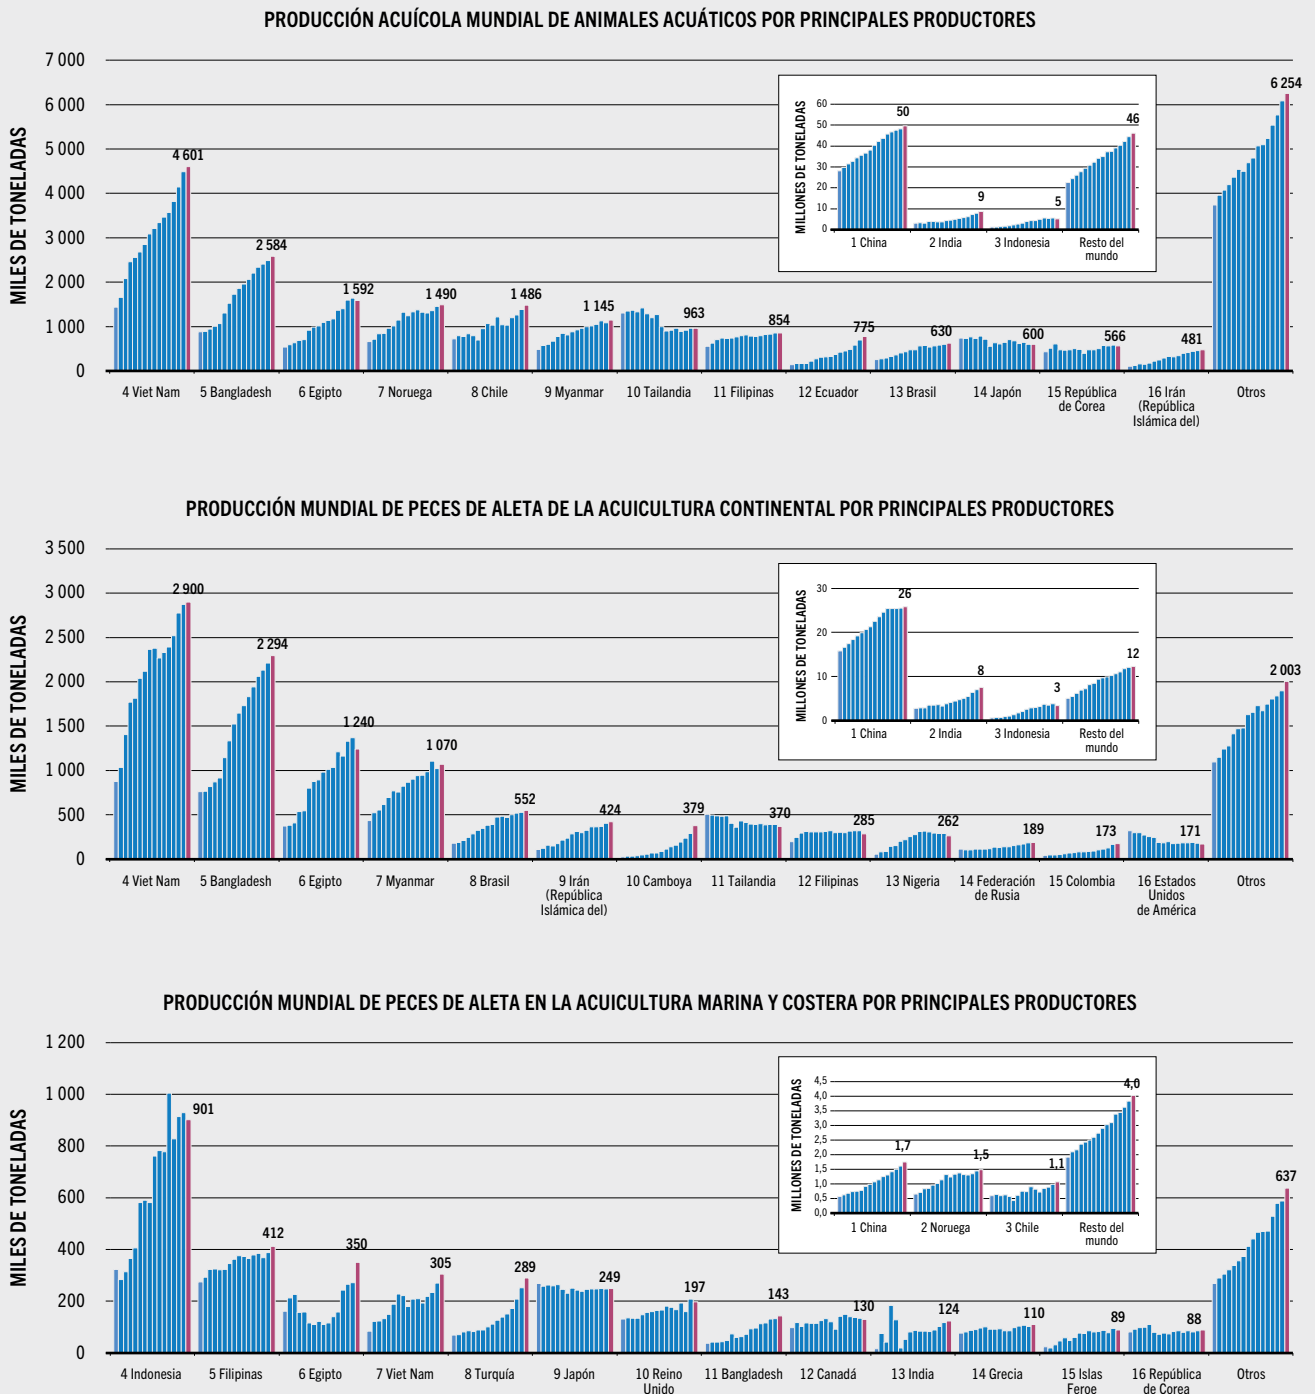 PRODUCCIÓN ACUÍCOLA MUNDIAL DE ANIMALES ACUÁTICOS POR PRINCIPALES PRODUCTORES
MILES DE TONELADAS
7 000
6 000
5 000
4 000
3 000
2 000
1 000
0
4 601
2 584
1 592
1 490
1 486
1 145
963
854
775
630
600
566
481
6 254
4 Viet Nam
5 Bangladesh
6 Egipto
7 Noruega
8 Chile
9 Myanmar
10 Tailandia
11 Filipinas
12 Ecuador
13 Brasil
14 Japón
15 República
de Corea
16 Irán
(República
Islámica del)
Otros
MILLONES DE TONELADAS
60
50
40
30
20
10
0
50
9
5
46
1 China
2 India
3 Indonesia
Resto del
mundo
PRODUCCIÓN MUNDIAL DE PECES DE ALETA DE LA ACUICULTURA CONTINENTAL POR PRINCIPALES PRODUCTORES
MILES DE TONELADAS
3 500
3 000
2 500
2 000
1 500
1 000
500
0
2 900
2 294
1 240
1 070
552
424
379
370
285
262
189
173
171
2 003
4 Viet Nam
5 Bangladesh
6 Egipto
7 Myanmar
8 Brasil
9 Irán
(República
Islámica del)
10 Camboya
11 Tailandia
12 Filipinas
13 Nigeria
14 Federación
de Rusia
15 Colombia
16 Estados
Unidos
de América
Otros
MILLONES DE TONELADAS
30
20
10
0
26
8
3
12
1 China
2 India
3 Indonesia
Resto del
mundo
PRODUCCIÓN MUNDIAL DE PECES DE ALETA EN LA ACUICULTURA MARINA Y COSTERA POR PRINCIPALES PRODUCTORES
MILES DE TONELADAS
1 200
1 000
800
600
400
200
0
901
412
350
305
289
249
197
143
130
124
110
89
88
637
4 Indonesia
5 Filipinas
6 Egipto
7 Viet Nam
8 Turquía
9 Japón
10 Reino
Unido
11 Bangladesh
12 Canadá
13 India
14 Grecia
15 Islas
Feroe
16 República
de Corea
Otros
MILLONES DE TONELADAS
4,5
4,0
3,5
3,0
2,5
2,0
1,5
1,0
0,5
0,0
1,7
1,5
1,1
4,0
1 China
2 Noruega
3 Chile
Resto del
mundo